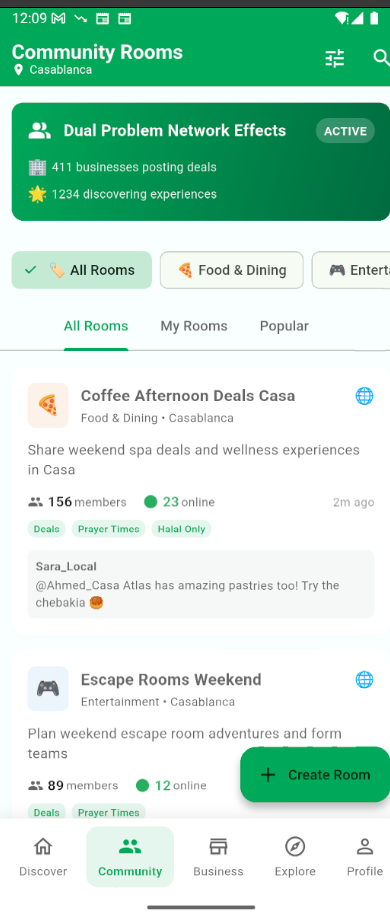 12:09
Community Rooms
Casablanca
Dual Problem Network Effects
ACTIVE
🏢 411 businesses posting deals
🌟 1234 discovering experiences
🏷️ All Rooms
🍕 Food & Dining
🎮 Enterta
All Rooms
My Rooms
Popular
🍕
Coffee Afternoon Deals Casa
🌐
Food & Dining • Casablanca
Share weekend spa deals and wellness experiences
in Casa
156 members
23 online
2m ago
Deals
Prayer Times
Halal Only
Sara_Local
@Ahmed_Casa Atlas has amazing pastries too! Try the
chebakia 🥮
🎮
Escape Rooms Weekend
🌐
Entertainment • Casablanca
Plan weekend escape room adventures and form
teams
89 members
12 online
Deals
Prayer Times
+ Create Room
Discover
Community
Business
Explore
Profile